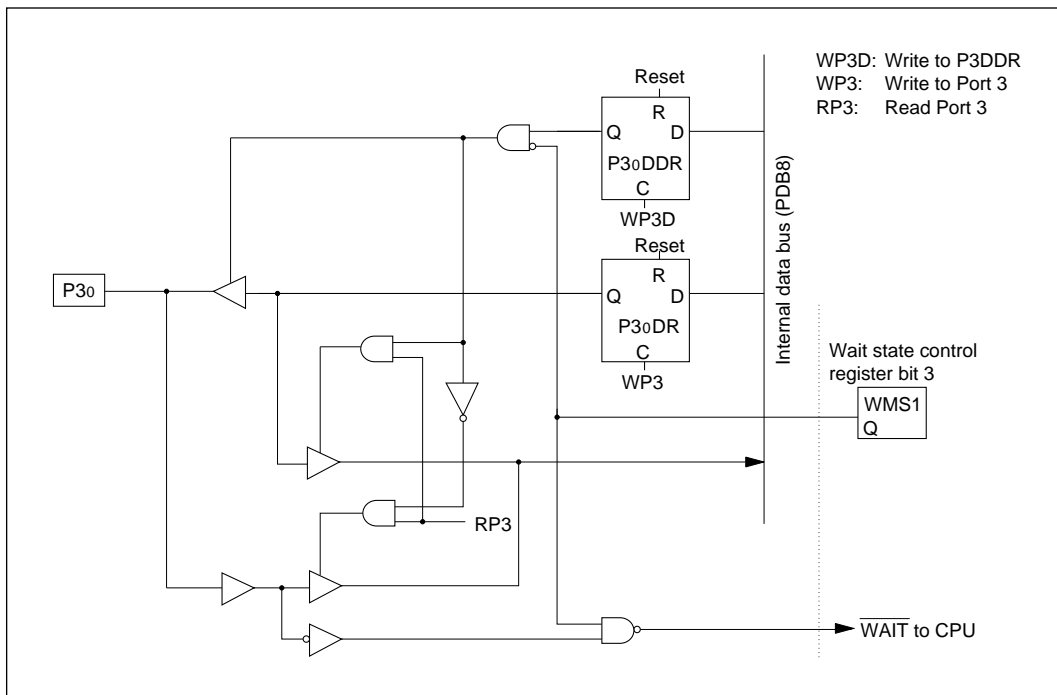 WP3D: Write to P3DDR
WP3: Write to Port 3
RP3: Read Port 3
Reset
R
Q
D
P3₀DDR
C
WP3D
Reset
R
Q
D
P3₀DR
C
WP3
P3₀
Internal data bus (PDB8)
Wait state control
register bit 3
WMS1
Q
RP3
WAIT to CPU